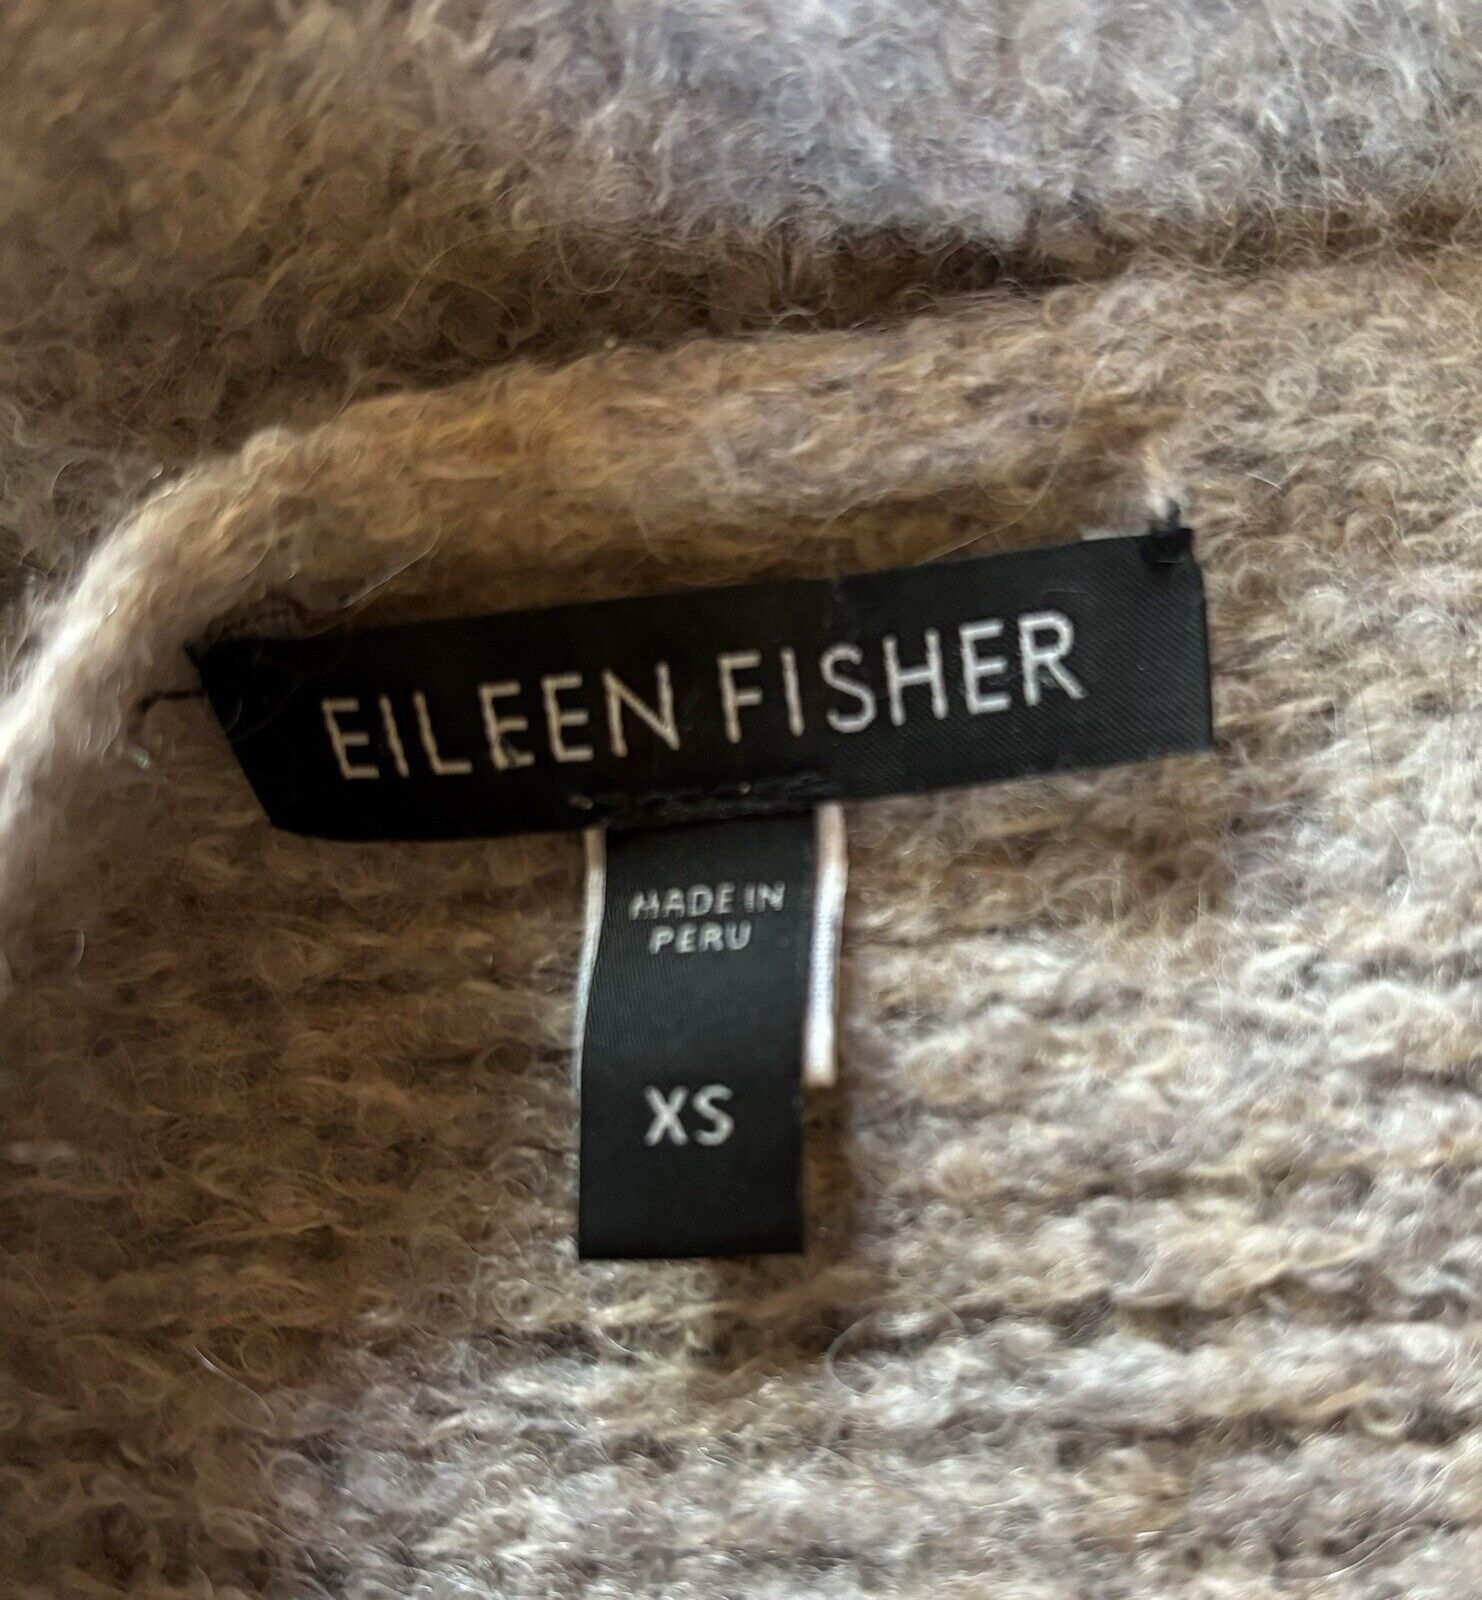 EILEEN FISHER
MADE IN
PERU
XS